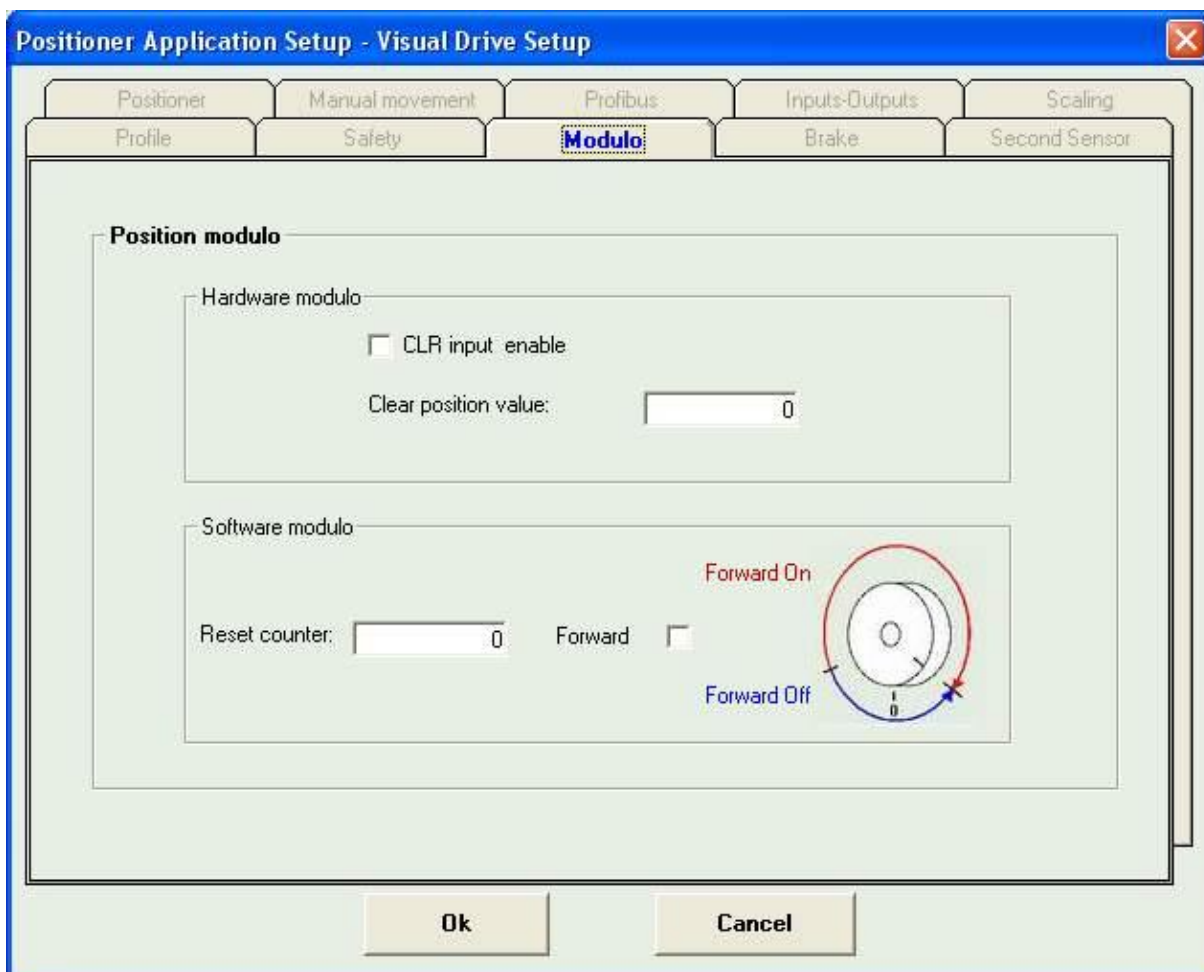 Positioner Application Setup - Visual Drive Setup
Positioner Manual movement Profibus Inputs-Outputs Scaling
Profile Safety Modulo Brake Second Sensor
Position modulo
Hardware modulo
CLR input enable
Clear position value: 0
Software modulo
Forward On
Reset counter: 0 Forward
Forward Off
0
Ok Cancel